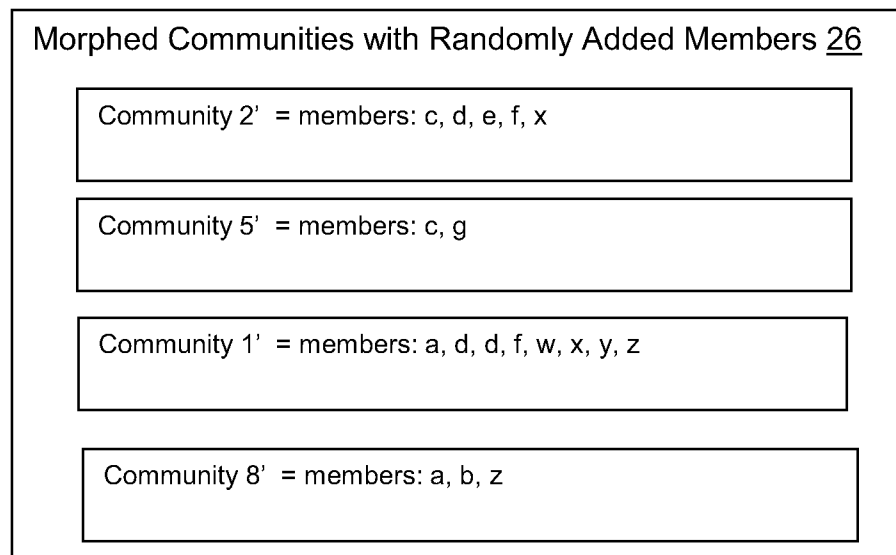 Morphed Communities with Randomly Added Members 26
Community 2’ = members: c, d, e, f, x
Community 5’ = members: c, g
Community 1’ = members: a, d, d, f, w, x, y, z
Community 8’ = members: a, b, z